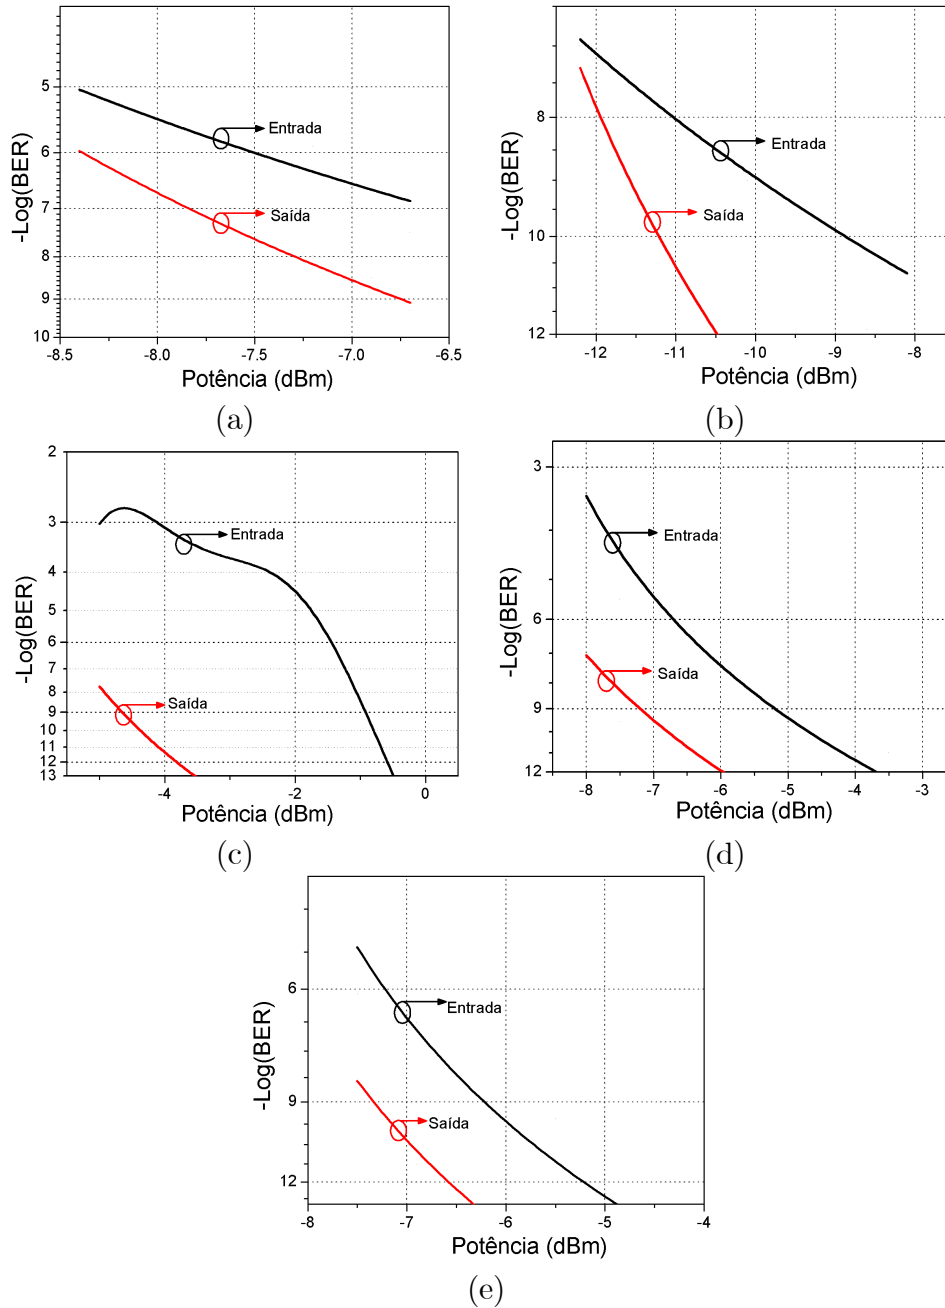 -Log(BER)
5
6
7
8
9
10
Entrada
Saída
-8.5 -8.0 -7.5 -7.0 -6.5
Potência (dBm)
(a)
-Log(BER)
8
10
12
Entrada
Saída
-12 -11 -10 -9 -8
Potência (dBm)
(b)
-Log(BER)
2
3
4
5
6
7
8
9
10
11
12
13
Entrada
Saída
-4 -2 0
Potência (dBm)
(c)
-Log(BER)
3
6
9
12
Entrada
Saída
-8 -7 -6 -5 -4 -3
Potência (dBm)
(d)
-Log(BER)
6
9
12
Entrada
Saída
-8 -7 -6 -5 -4
Potência (dBm)
(e)